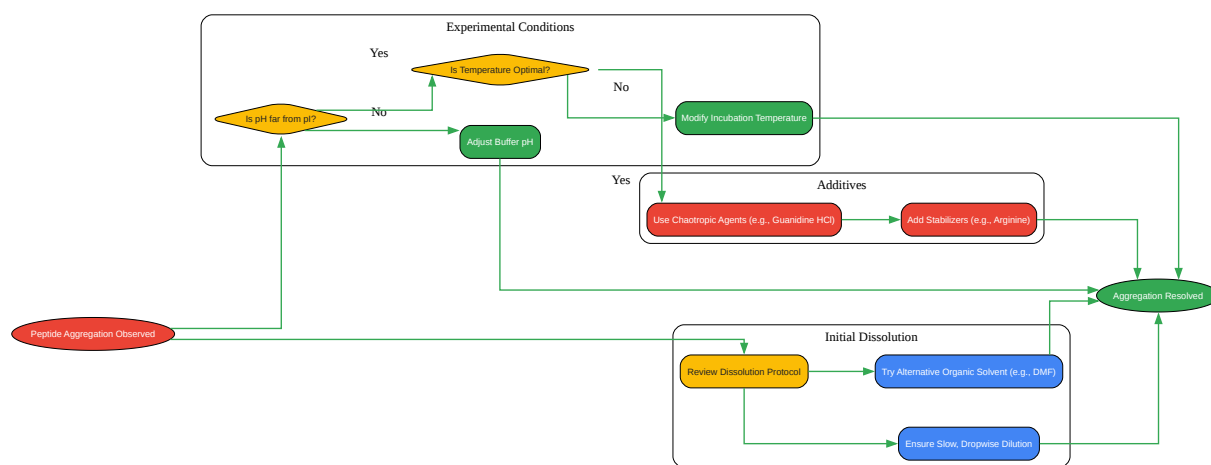 Experimental Conditions
Yes
Is Temperature Optimal?
No
Is pH far from pI?
No
Modify Incubation Temperature
Adjust Buffer pH
Yes
Additives
Use Chaotropic Agents (e.g., Guanidine HCl)
Add Stabilizers (e.g., Arginine)
Aggregation Resolved
Peptide Aggregation Observed
Initial Dissolution
Review Dissolution Protocol
Try Alternative Organic Solvent (e.g., DMF)
Ensure Slow, Dropwise Dilution